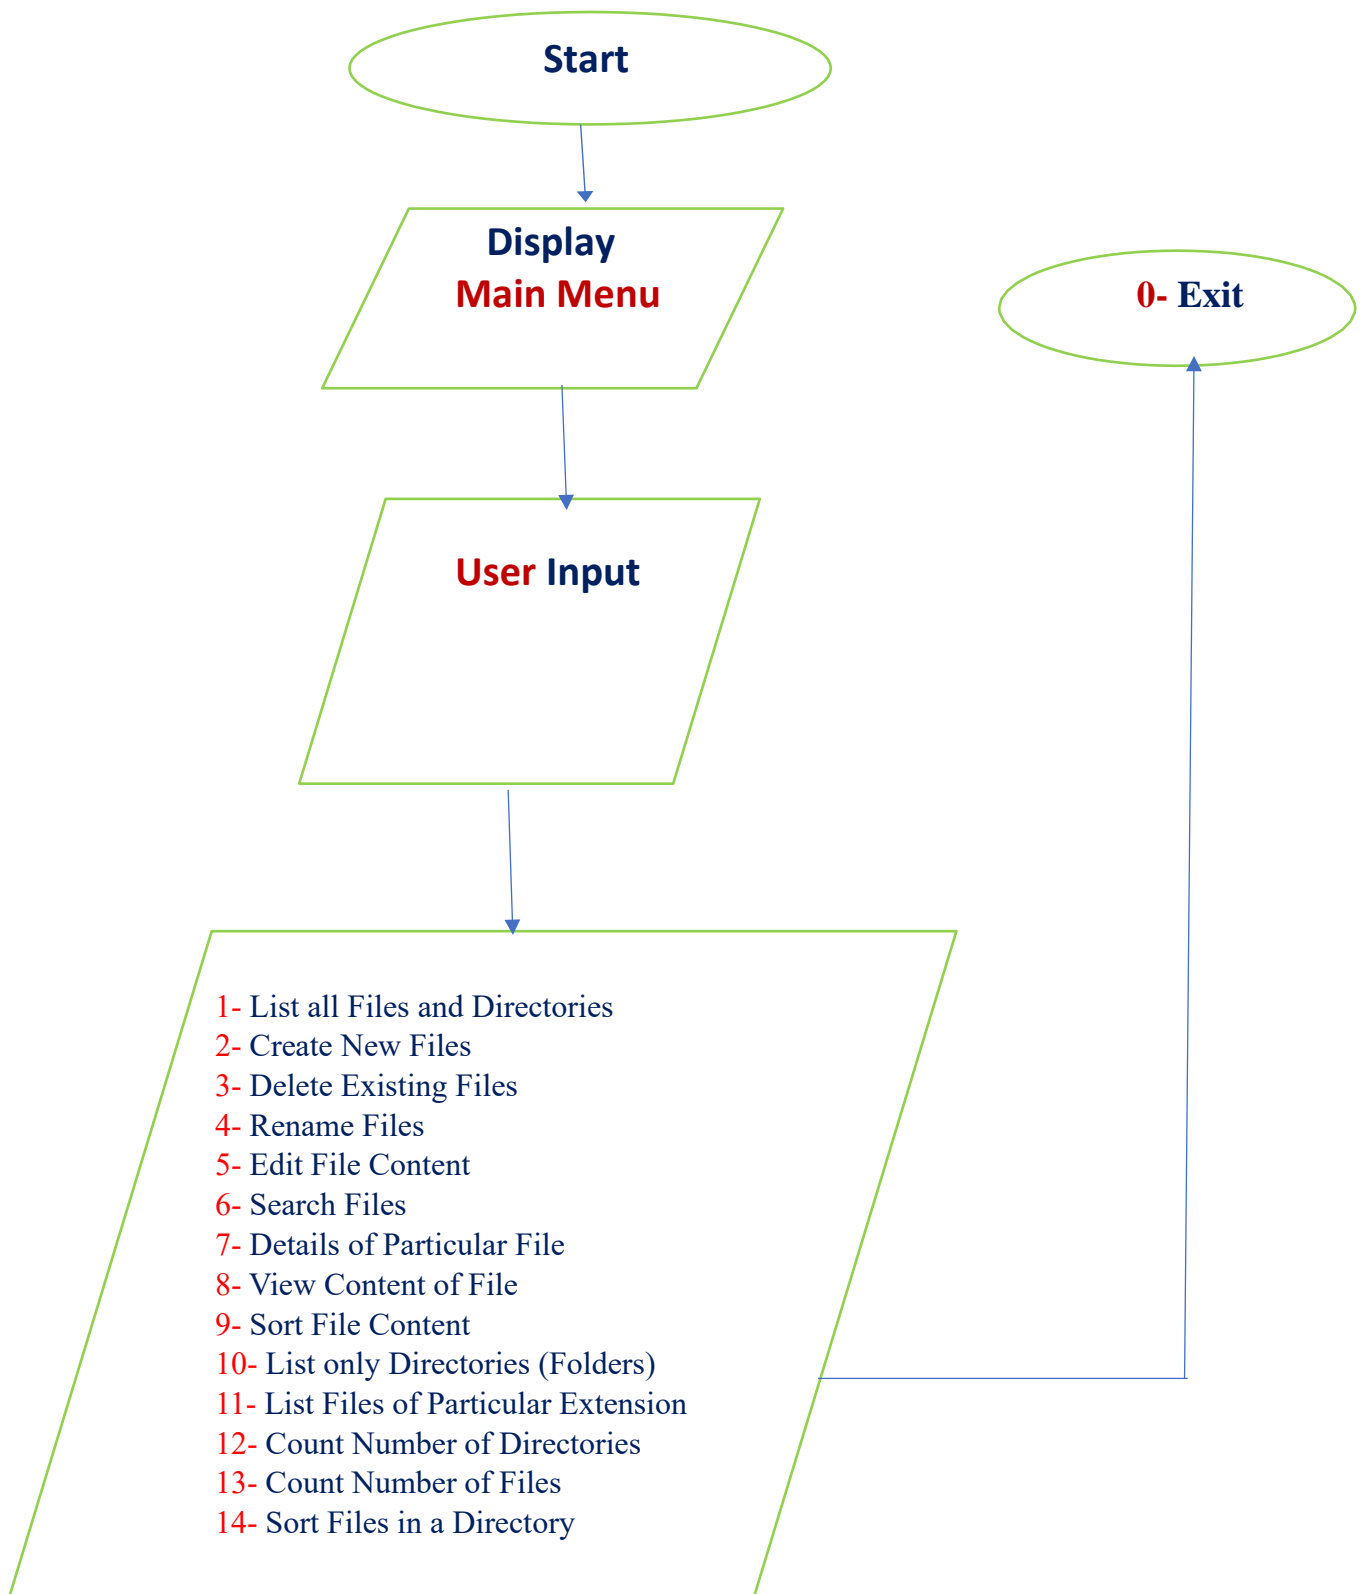 Start
Display
Main Menu
0- Exit
User Input
1- List all Files and Directories
2- Create New Files
3- Delete Existing Files
4- Rename Files
5- Edit File Content
6- Search Files
7- Details of Particular File
8- View Content of File
9- Sort File Content
10- List only Directories (Folders)
11- List Files of Particular Extension
12- Count Number of Directories
13- Count Number of Files
14- Sort Files in a Directory